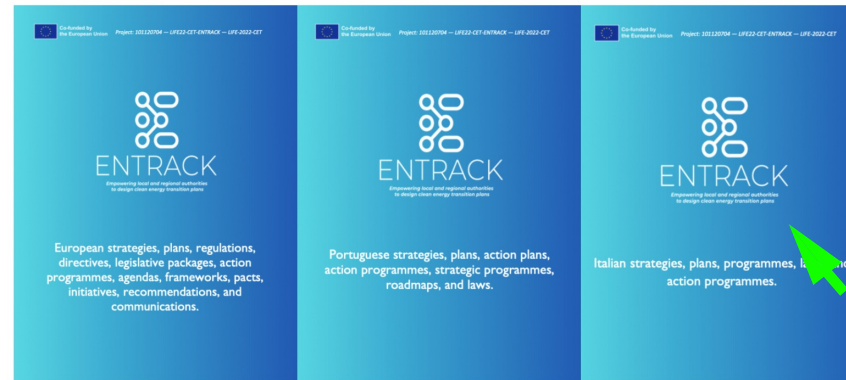 Co-funded by
the European Union
Project: 101120704 — LIFE22-CET-ENTRACK — LIFE-2022-CET
ENTRACK
Empowering local and regional authorities
to design clean energy transition plans
European strategies, plans, regulations,
directives, legislative packages, action
programmes, agendas, frameworks, pacts,
initiatives, recommendations, and
communications.
Co-funded by
the European Union
Project: 101120704 — LIFE22-CET-ENTRACK — LIFE-2022-CET
ENTRACK
Empowering local and regional authorities
to design clean energy transition plans
Portuguese strategies, plans, action plans,
action programmes, strategic programmes,
roadmaps, and laws.
Co-funded by
the European Union
Project: 101120704 — LIFE22-CET-ENTRACK — LIFE-2022-CET
ENTRACK
Empowering local and regional authorities
to design clean energy transition plans
Italian strategies, plans, programmes,
action programmes.